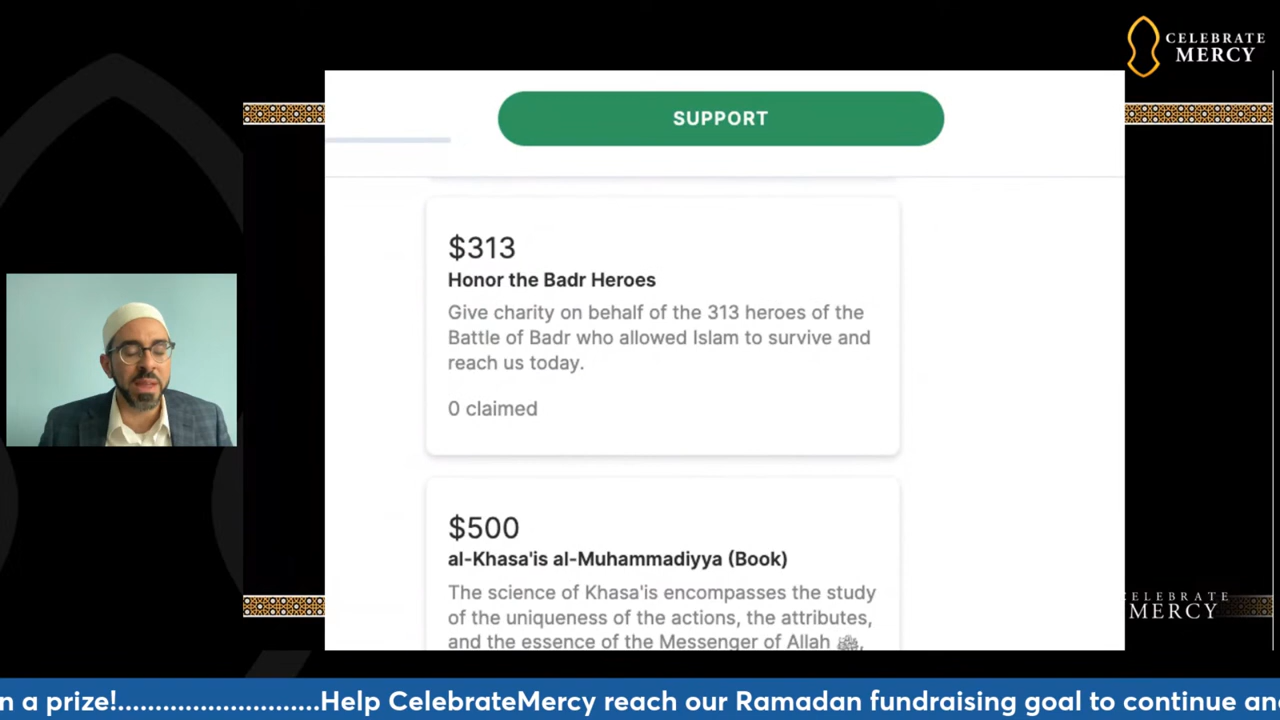 CELEBRATE
MERCY
SUPPORT
$313
Honor the Badr Heroes
Give charity on behalf of the 313 heroes of the
Battle of Badr who allowed Islam to survive and
reach us today.
0 claimed
$500
al-Khasa'is al-Muhammadiyya (Book)
The science of Khasa'is encompasses the study
of the uniqueness of the actions, the attributes,
and the essence of the Messenger of Allah ﷺ,
ELEBRATE
MERCY
n a prize!..........................Help CelebrateMercy reach our Ramadan fundraising goal to continue an